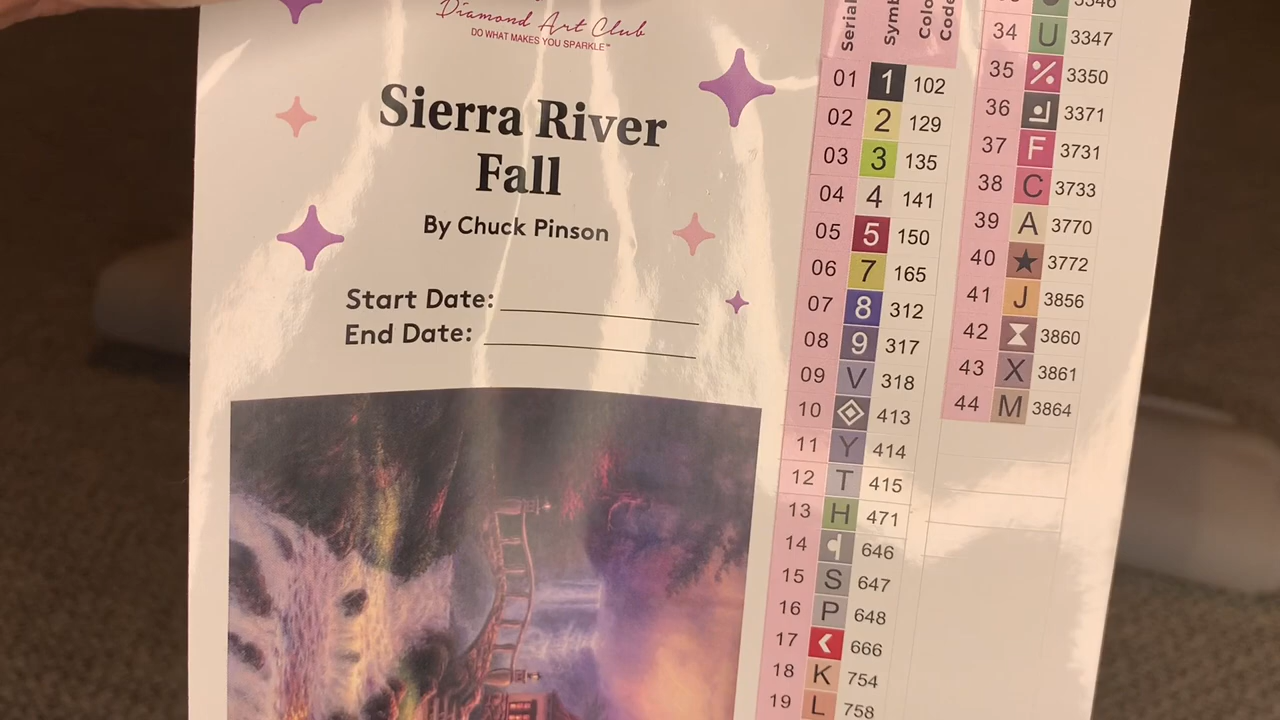 Diamond Art Club
DO WHAT MAKES YOU SPARKLE™
Sierra River
Fall
By Chuck Pinson
Start Date:
End Date:
Serial Symb Colo Code
01 1 102
02 2 129
03 3 135
04 4 141
05 5 150
06 7 165
07 8 312
08 9 317
09 V 318
10 413
11 Y 414
12 T 415
13 H 471
14 646
15 S 647
16 P 648
17 666
18 K 754
19 L 758
3346
34 U 3347
35 3350
36 3371
37 F 3731
38 C 3733
39 A 3770
40 ★ 3772
41 J 3856
42 3860
43 X 3861
44 M 3864